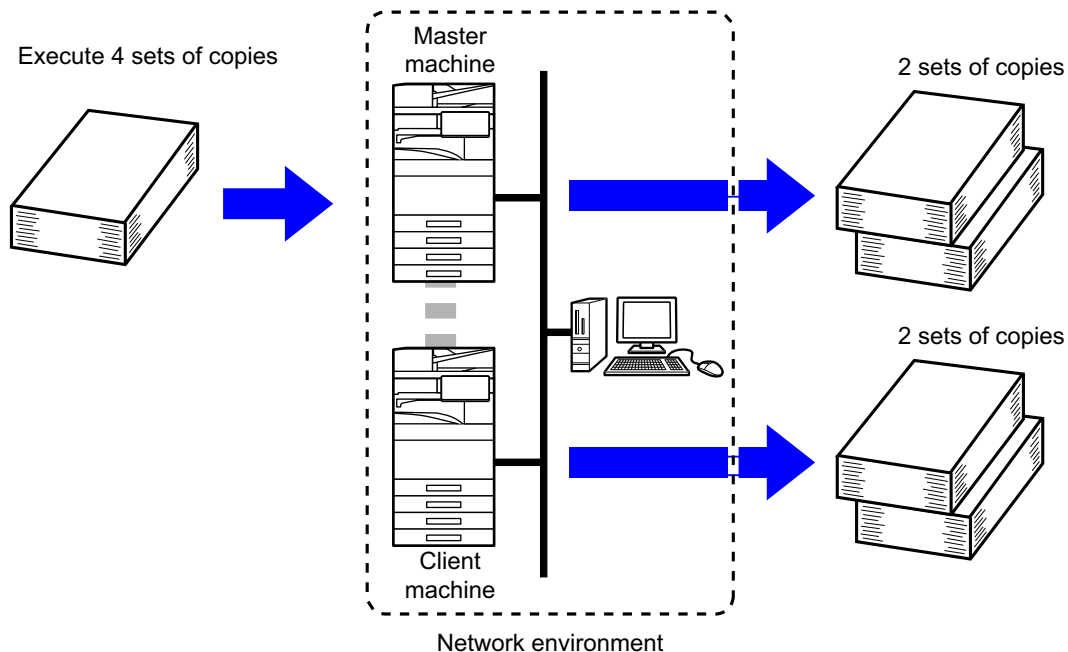 Execute 4 sets of copies
Master
machine
2 sets of copies
2 sets of copies
Client
machine
Network environment